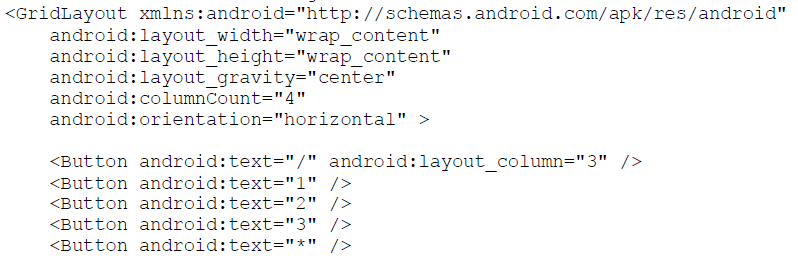 <GridLayout xmlns:android="http://schemas.android.com/apk/res/android"
    android:layout_width="wrap_content"
    android:layout_height="wrap_content"
    android:layout_gravity="center"
    android:columnCount="4"
    android:orientation="horizontal" >

    <Button android:text="/" android:layout_column="3" />
    <Button android:text="1" />
    <Button android:text="2" />
    <Button android:text="3" />
    <Button android:text="*" />